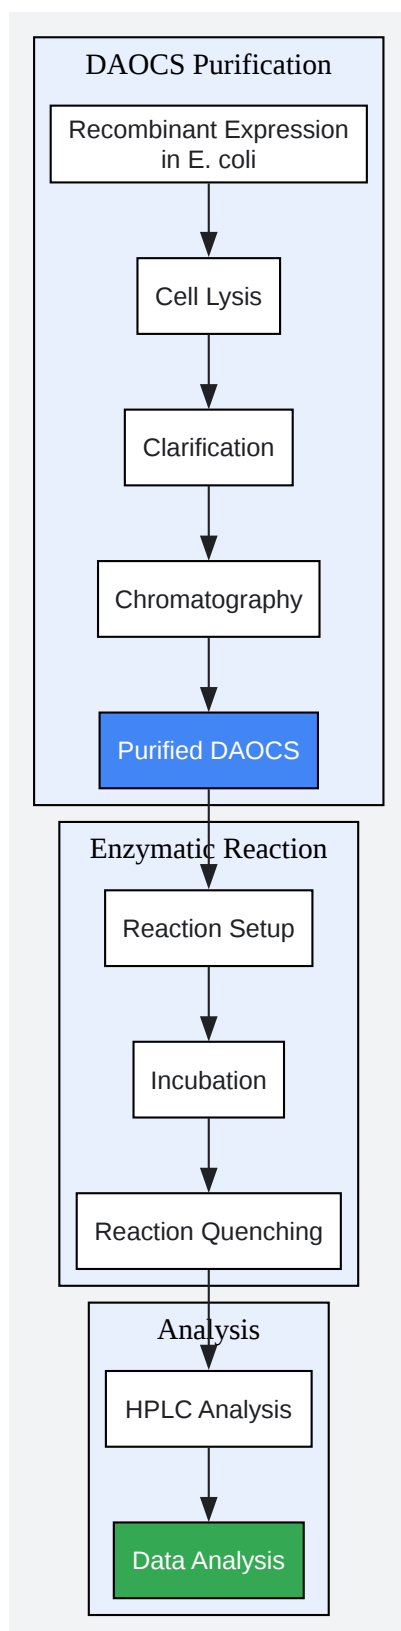 DAOCS Purification
Recombinant Expression
in E. coli
Cell Lysis
Clarification
Chromatography
Purified DAOCS
Enzymatic Reaction
Reaction Setup
Incubation
Reaction Quenching
Analysis
HPLC Analysis
Data Analysis